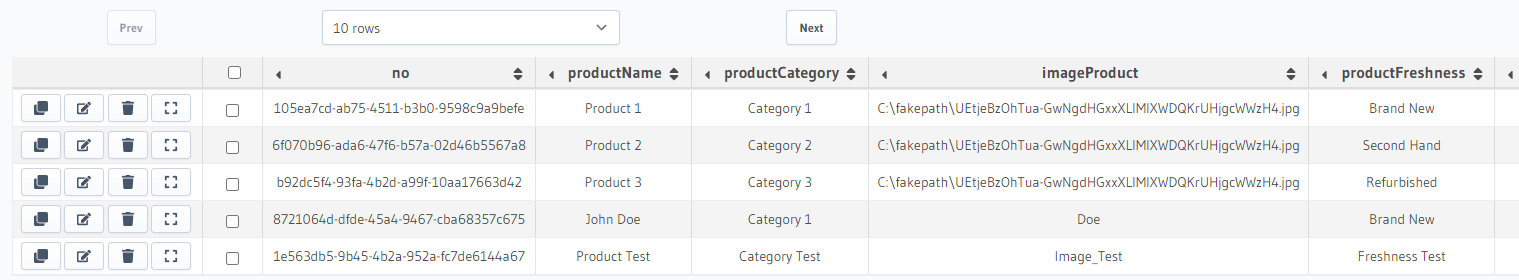 Prev 10 rows Next
no productName productCategory imageProduct productFreshness
105ea7cd-ab75-4511-b3b0-9598c9a9befe Product 1 Category 1 C:\fakepath\UEtjeBzOhTua-GwNgdHGxxXLIMIXWDQKrUHjgcWWzH4.jpg Brand New
6f070b96-ada6-47f6-b57a-02d46b5567a8 Product 2 Category 2 C:\fakepath\UEtjeBzOhTua-GwNgdHGxxXLIMIXWDQKrUHjgcWWzH4.jpg Second Hand
b92dc5f4-93fa-4b2d-a99f-10aa17663d42 Product 3 Category 3 C:\fakepath\UEtjeBzOhTua-GwNgdHGxxXLIMIXWDQKrUHjgcWWzH4.jpg Refurbished
8721064d-dfde-45a4-9467-cba68357c675 John Doe Category 1 Doe Brand New
1e563db5-9b45-4b2a-952a-fc7de6144a67 Product Test Category Test Image_Test Freshness Test